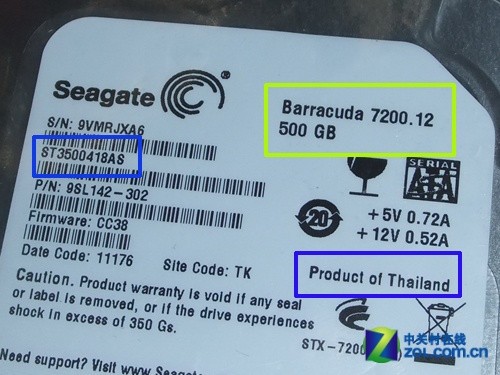 Seagate
Barracuda 7200.12
500 GB
S/N: 9VMRJXA6
ST3500418AS
SERIAL
ATA
P/N: 9SL142-302
20
+5V 0.72A
+12V 0.52A
Firmware: CC38
Date Code: 11176
Site Code: TK
Product of Thailand
Caution. Product warranty is void if any seal
or label is removed, or if the drive experiences
shock in excess of 350 Gs.
STX-7200
Need support? Visit www.Seagate
中关村在线
Z
zol.com.cn